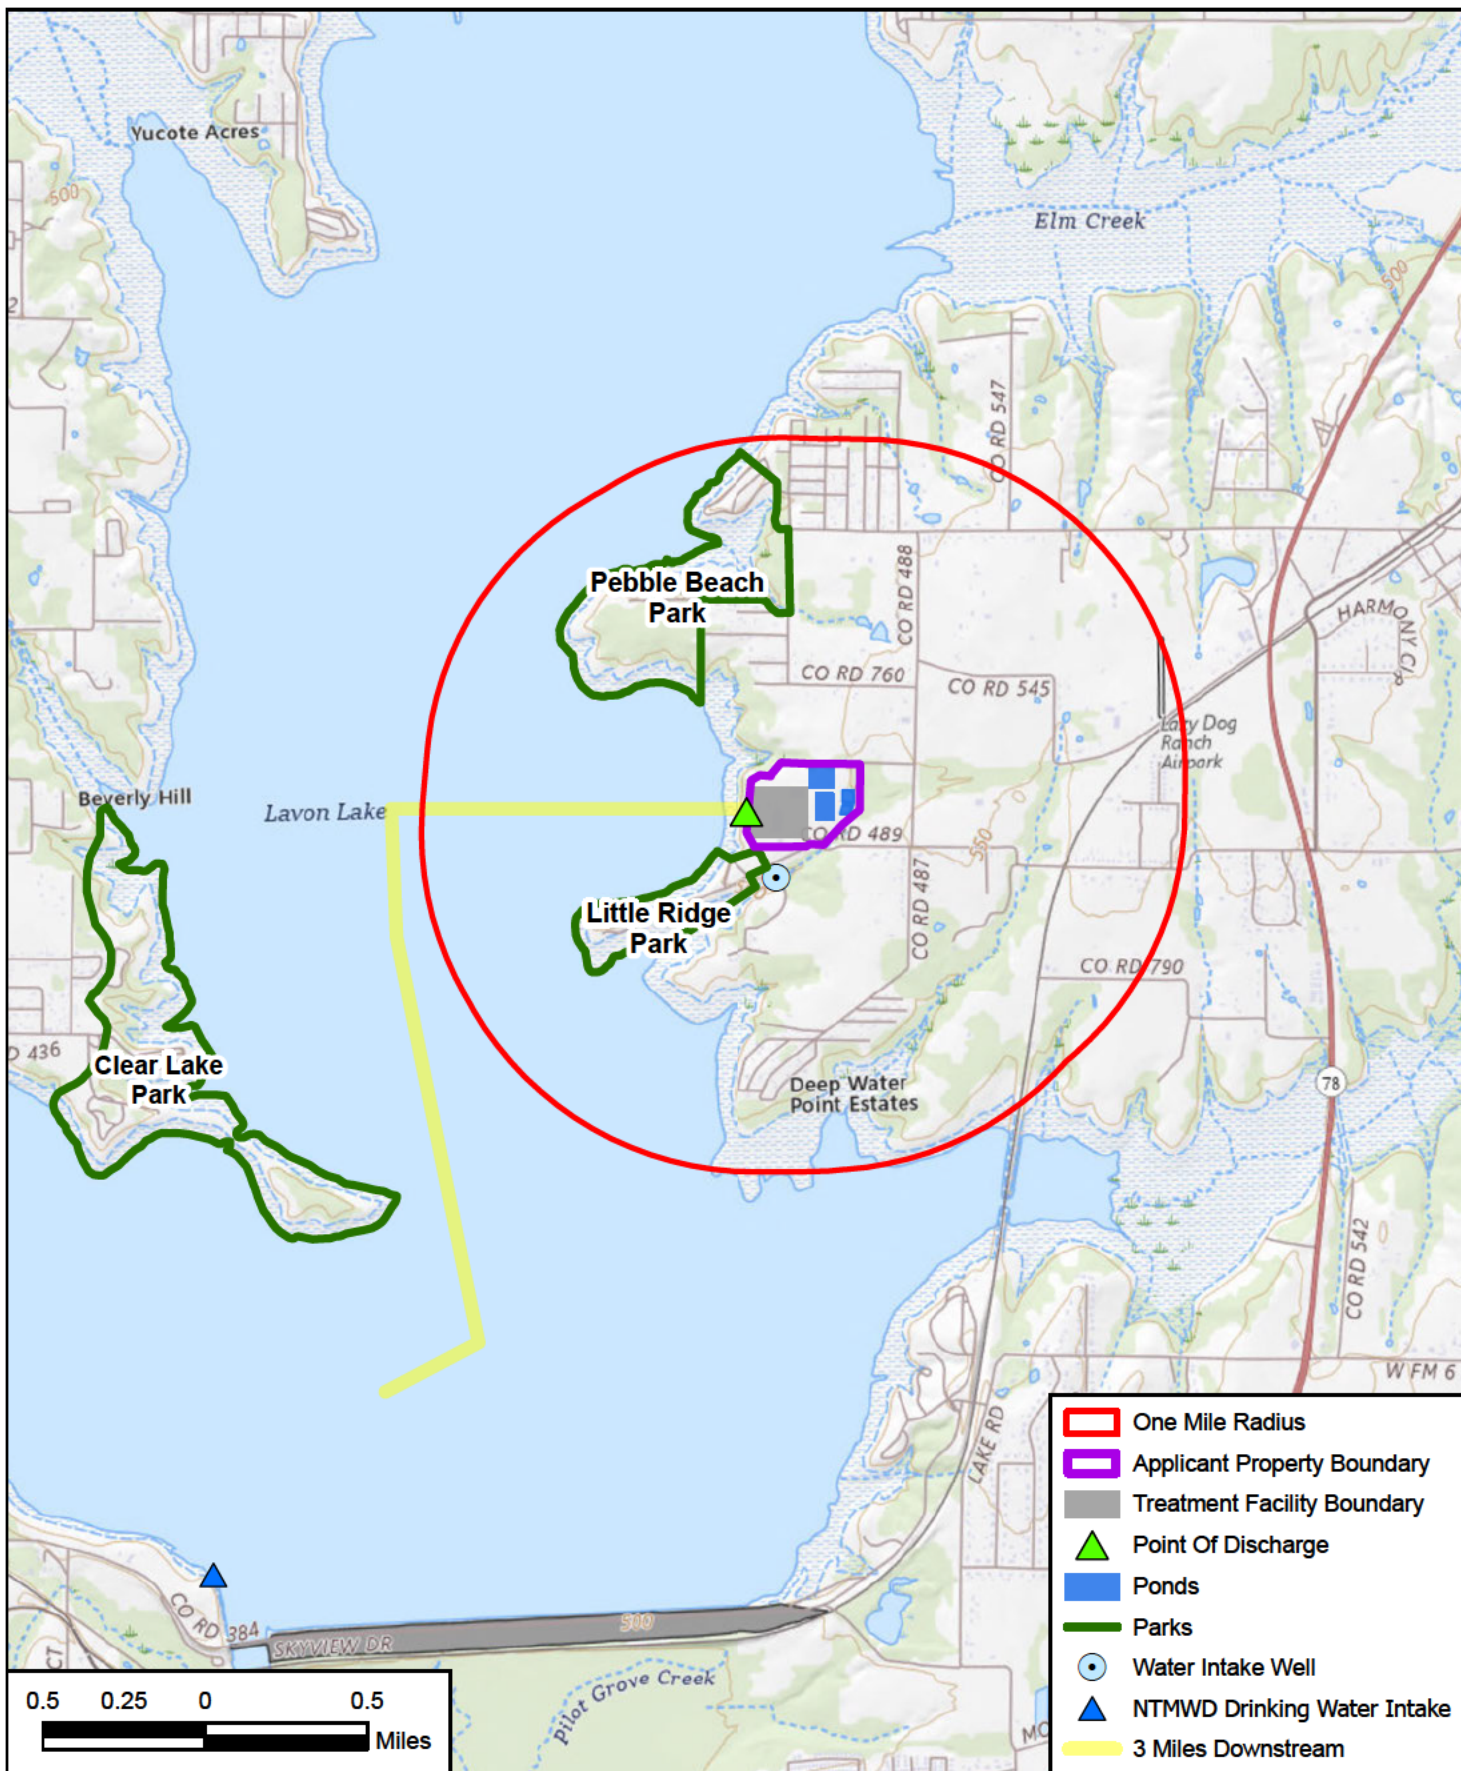 Yucote Acres
500
Elm Creek
500
2
CO RD 547
Pebble Beach
Park
CO RD 488
HARMONY CIR
CO RD 760
CO RD 545
Lazy Dog
Ranch
Airpark
Beverly Hill
Lavon Lake
CO RD 489
550
CO RD 487
Little Ridge
Park
CO RD 790
D 436
Clear Lake
Park
Deep Water
Point Estates
78
CO RD 542
W FM 6
LAKE RD
CO RD 384
SKYVIEW DR
500
CT
Pilot Grove Creek
MO
One Mile Radius
Applicant Property Boundary
Treatment Facility Boundary
Point Of Discharge
Ponds
Parks
Water Intake Well
NTMWD Drinking Water Intake
3 Miles Downstream
0.5 0.25 0 0.5
Miles